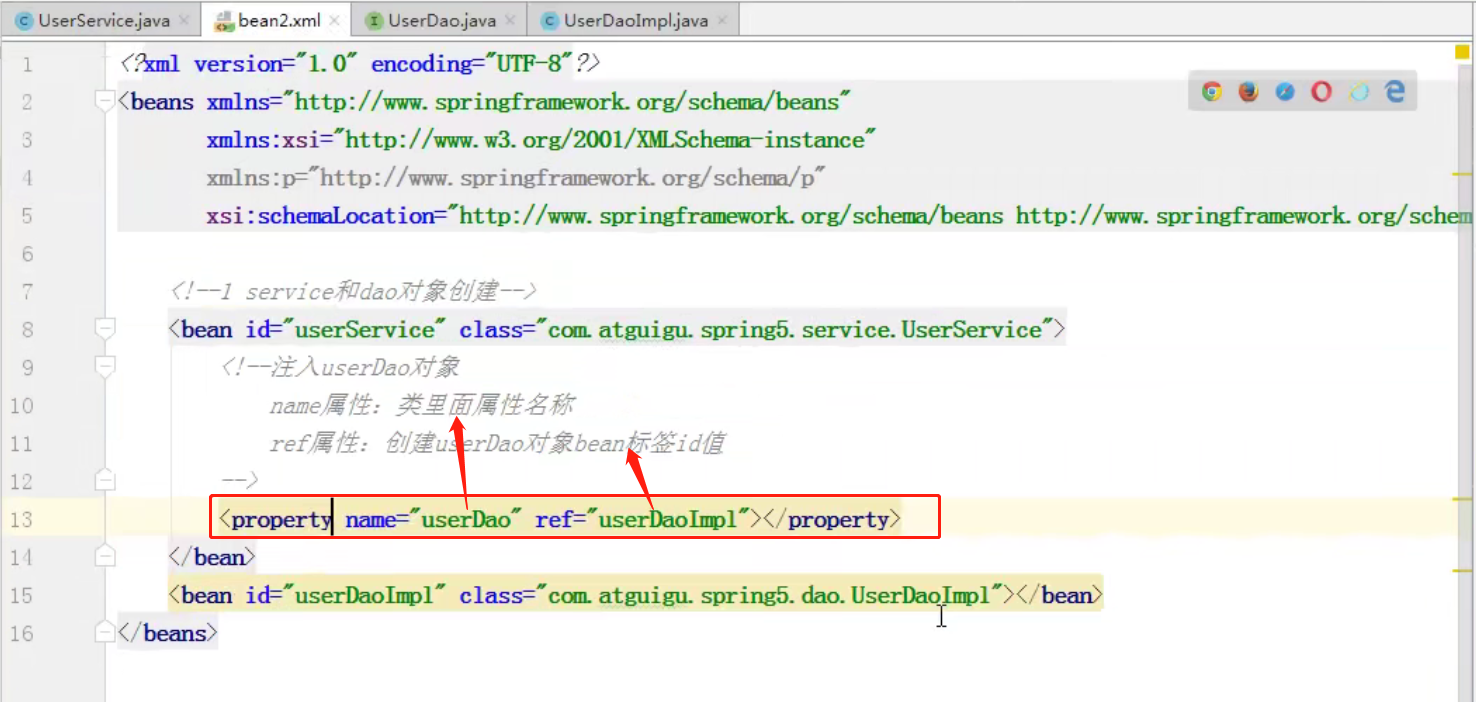 UserService.java bean2.xml UserDao.java UserDaoImpl.java
1 <?xml version="1.0" encoding="UTF-8"?>
2 <beans xmlns="http://www.springframework.org/schema/beans"
3 xmlns:xsi="http://www.w3.org/2001/XMLSchema-instance"
4 xmlns:p="http://www.springframework.org/schema/p"
5 xsi:schemaLocation="http://www.springframework.org/schema/beans http://www.springframework.org/schem
6
7 <!--1 service和dao对象创建-->
8 <bean id="userService" class="com.atguigu.spring5.service.UserService">
9 <!--注入userDao对象
10 name属性：类里面属性名称
11 ref属性：创建userDao对象bean标签id值
12 -->
13 <property name="userDao" ref="userDaoImpl"></property>
14 </bean>
15 <bean id="userDaoImpl" class="com.atguigu.spring5.dao.UserDaoImpl"></bean>
16 </beans>